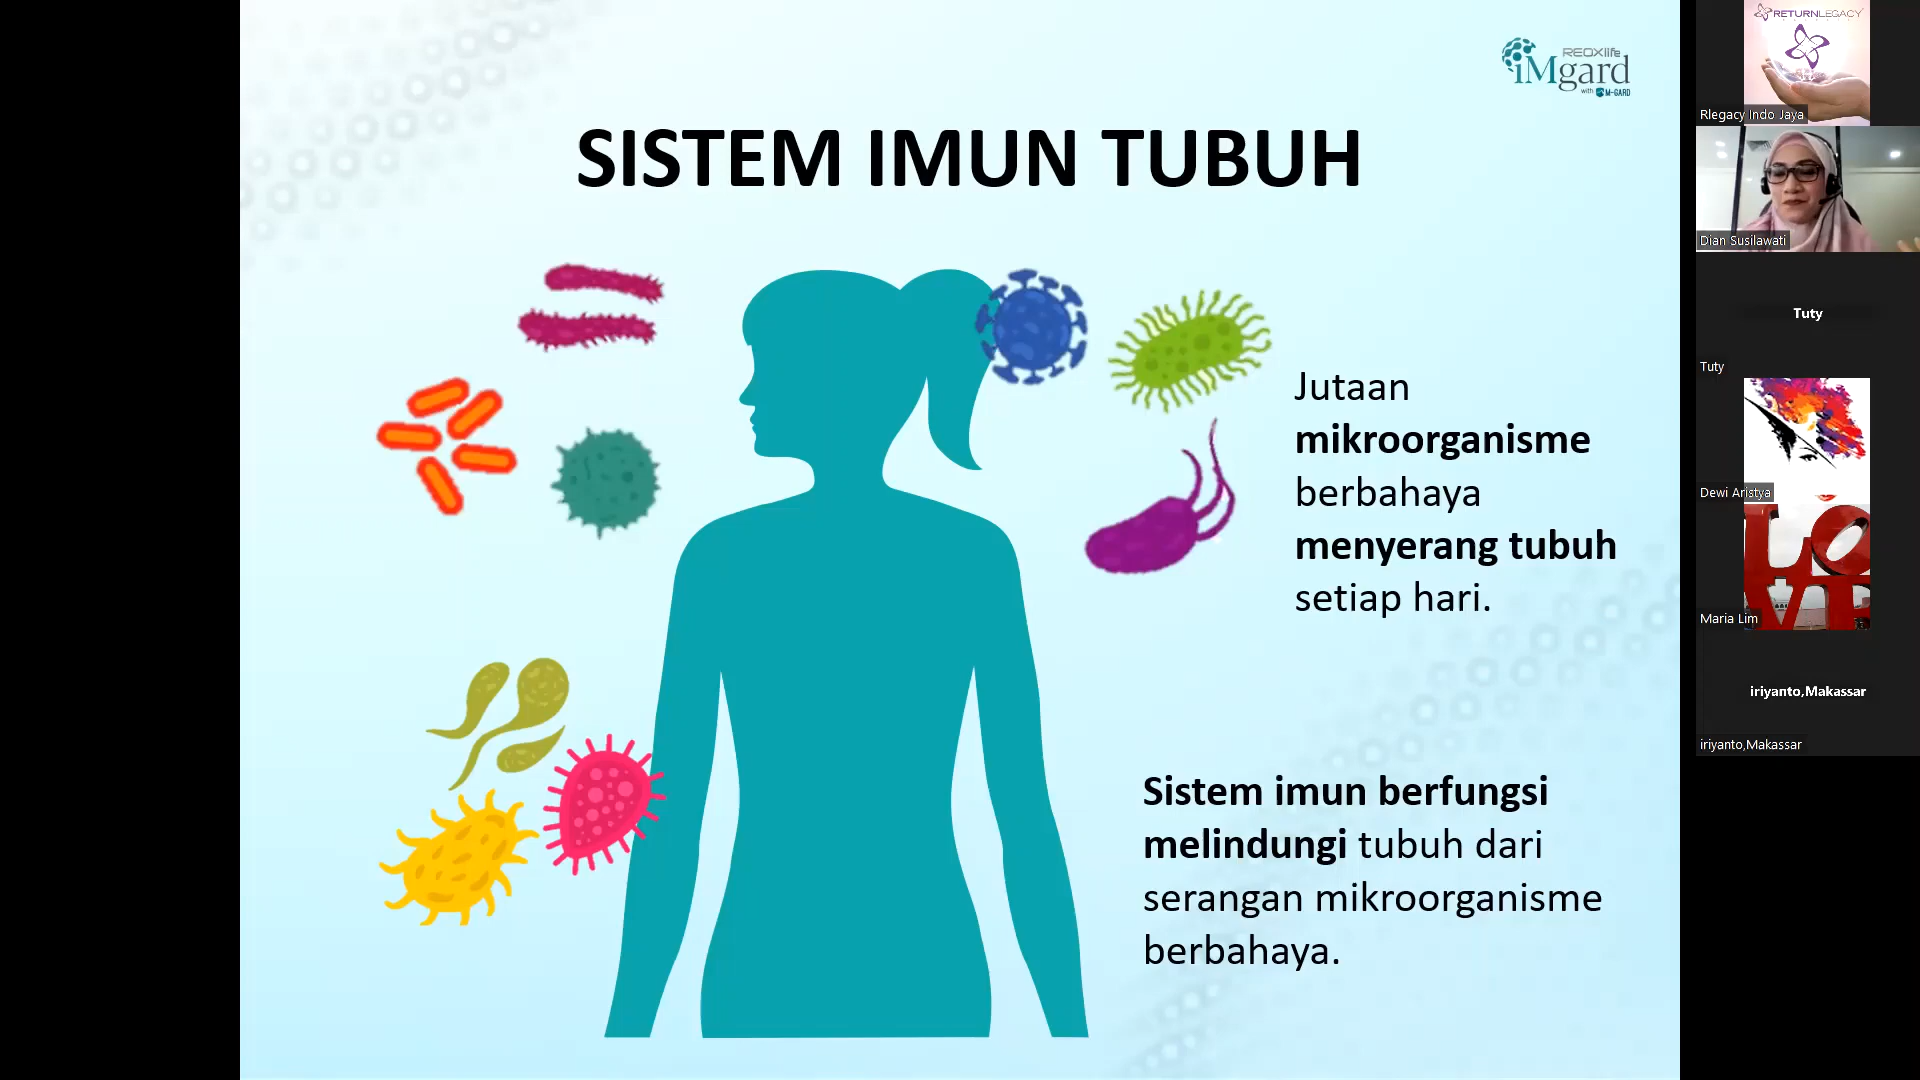 REDXlife
iMgard
with M-GARD
SISTEM IMUN TUBUH
Jutaan
mikroorganisme
berbahaya
menyerang tubuh
setiap hari.
Sistem imun berfungsi
melindungi tubuh dari
serangan mikroorganisme
berbahaya.
RETURNLEGACY
Rlegacy Indo Jaya
Dian Susilawati
Tuty
Tuty
Dewi Aristya
LOVE
Maria Lim
iriyanto,Makassar
iriyanto,Makassar